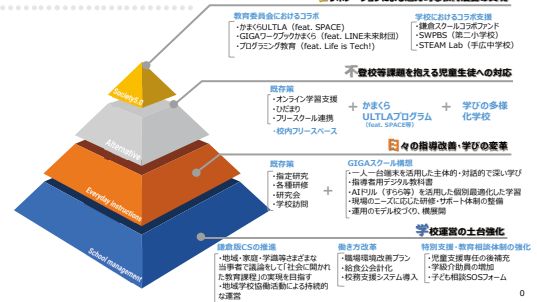 教育委員会におけるコラボ
・かまくらULTLA（feat. SPACE）
・GIGAワークブックかまくら（feat. LINE未来財団）
・プログラミング教育（feat. Life is Tech!）
学校におけるコラボ支援
・鎌倉スクールコラボファンド
・SWPBS（第二小学校）
・STEAM Lab（手広中学校）
Society5.0
不登校等課題を抱える児童生徒への対応
既存策
・オンライン学習支援
・ひだまり
・フリースクール連携
・校内フリースペース
＋
かまくら
ULTLAプログラム
（feat. SPACE等）
＋
学びの多様
化学校
Alternative
日々の指導改善・学びの変革
既存策
・指定研究
・各種研修
・研究会
・学校訪問
＋
GIGAスクール構想
・一人一台端末を活用した主体的・対話的で深い学び
・指導者用デジタル教科書
・AIドリル（すらら等）を活用した個別最適化した学習
・現場のニーズに応じた研修・サポート体制の整備
・運用のモデル校づくり、横展開
Everyday Instructions
学校運営の土台強化
School management
鎌倉版CSの推進
・地域・家庭・学識等さまざまな
当事者で議論をして「社会に開かれ
た教育課程」の実現を目指す
・地域学校協働活動による持続的
な運営
働き方改革
・職場環境改善プラン
・給食公会計化
・校務支援システム導入
特別支援・教育相談体制の強化
・児童支援専任の後補充
・学級介助員の増加
・子ども相談SOSフォーム
0